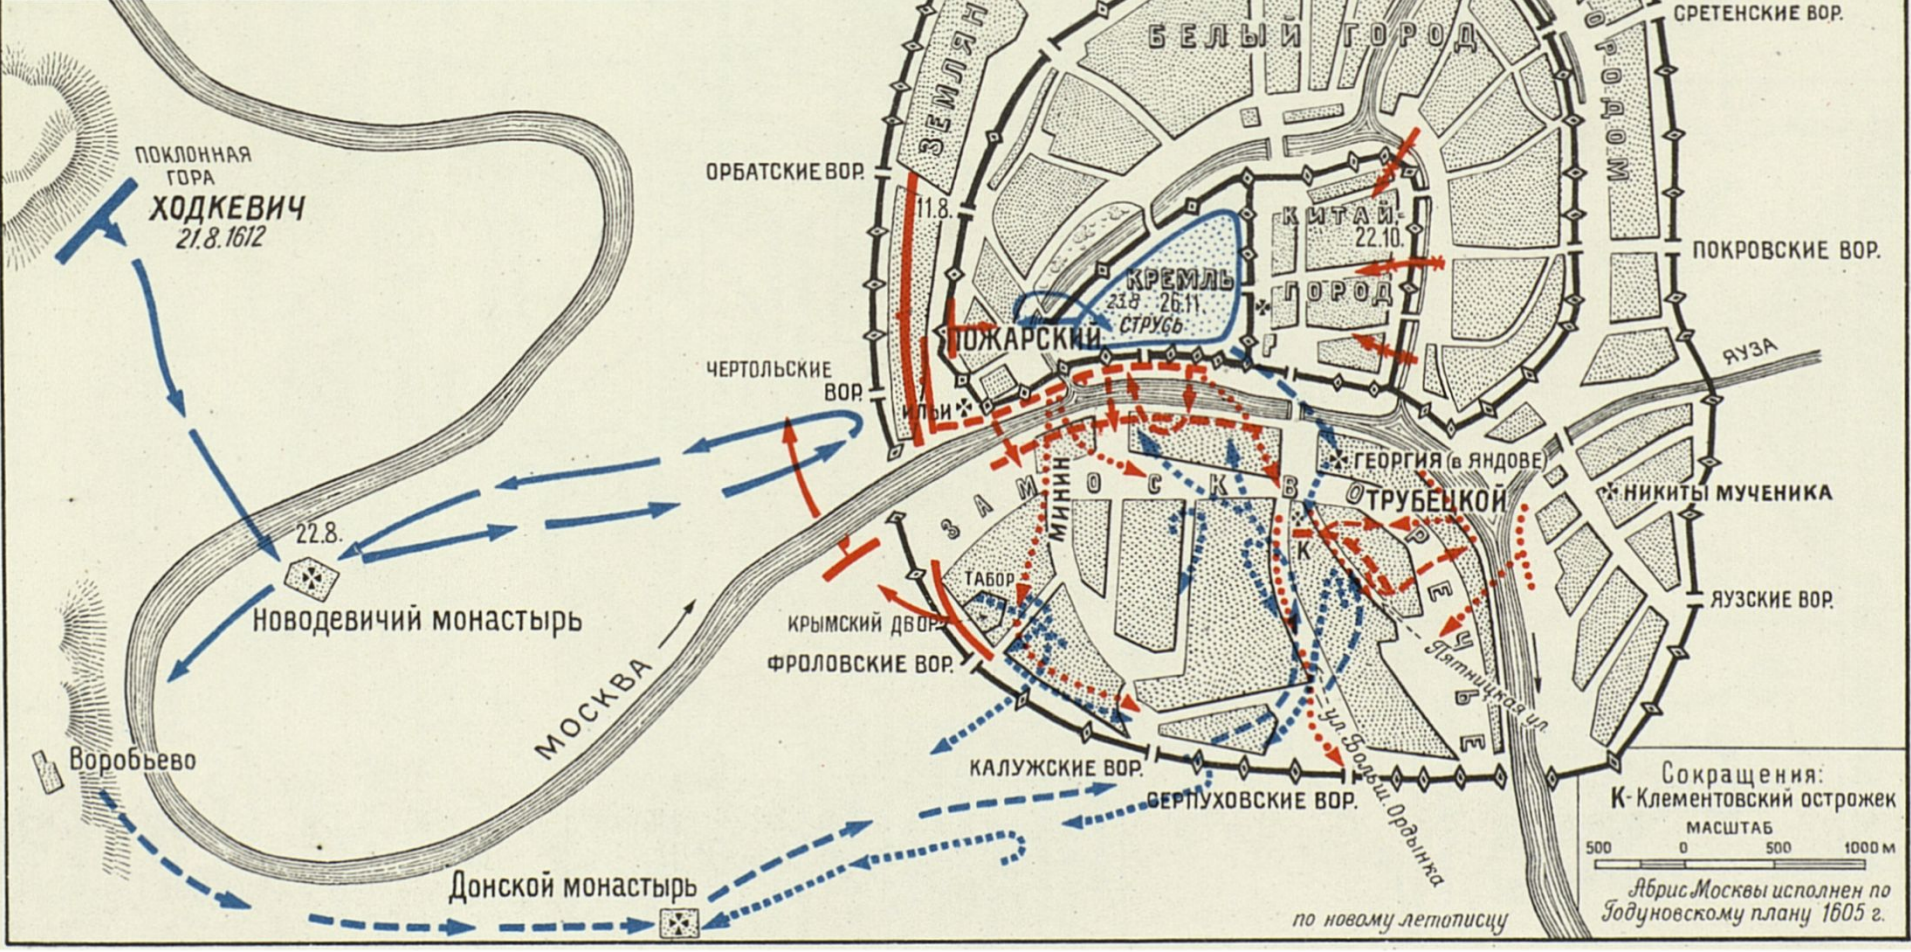 СРЕТЕНСКИЕ ВОР.
БЕЛЫЙ ГОРОД
ЗЕМЛЯН
ГОРОДОМ
ПОКЛОННАЯ
ГОРА
ХОДКЕВИЧ
21.8.1612
ОРБАТСКИЕ ВОР.
11.8.
КИТАЙ-
22.10.
ГОРОД
ПОКРОВСКИЕ ВОР.
КРЕМЛЬ
23.8 26.11
СТРУСЬ
ПОЖАРСКИЙ
ЯУЗА
ЧЕРТОЛЬСКИЕ
ВОР.
ИЛЬИ
ГЕОРГИЯ (в ЯНДОВЕ)
ТРУБЕЦКОЙ
НИКИТЫ МУЧЕНИКА
ЗАМОСКВОРЕЧЬЕ
МИНИН
К
22.8.
Новодевичий монастырь
ТАБОР
КРЫМСКИЙ ДВОР
ФРОЛОВСКИЕ ВОР.
ЯУЗСКИЕ ВОР.
Пятницкая ул.
МОСКВА
ул. Больш. Ордынка
Воробьево
КАЛУЖСКИЕ ВОР.
СЕРПУХОВСКИЕ ВОР.
Донской монастырь
Сокращения:
К-Клементовский острожек
МАСШТАБ
500 0 500 1000 м
Абрис Москвы исполнен по
Годуновскому плану 1605 г.
по новому летописцу